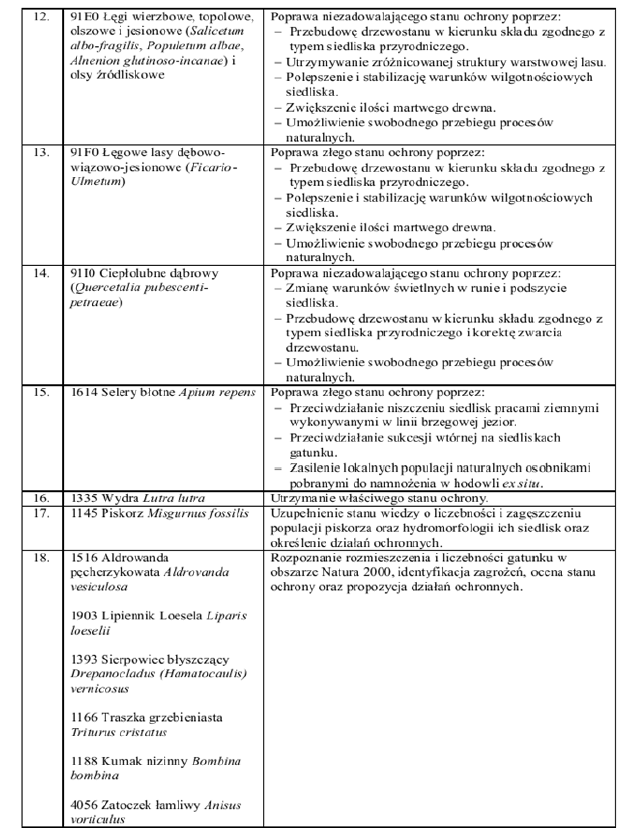 12.
91E0 Łęgi wierzbowe, topolowe,
olszowe i jesionowe (Salicetum
albo-fragilis, Populetum albae,
Alnenion glutinoso-incanae) i
olsy źródliskowe
Poprawa niezadowalającego stanu ochrony poprzez:
– Przebudowę drzewostanu w kierunku składu zgodnego z
typem siedliska przyrodniczego.
– Utrzymywanie zróżnicowanej struktury warstwowej lasu.
– Polepszenie i stabilizację warunków wilgotnościowych
siedliska.
– Zwiększenie ilości martwego drewna.
– Umożliwienie swobodnego przebiegu procesów
naturalnych.
13.
91F0 Łęgowe lasy dębowo-
wiązowo-jesionowe (Ficario-
Ulmetum)
Poprawa złego stanu ochrony poprzez:
– Przebudowę drzewostanu w kierunku składu zgodnego z
typem siedliska przyrodniczego.
– Polepszenie i stabilizację warunków wilgotnościowych
siedliska.
– Zwiększenie ilości martwego drewna.
– Umożliwienie swobodnego przebiegu procesów
naturalnych.
14.
91I0 Ciepłolubne dąbrowy
(Quercetalia pubescenti-
petraeae)
Poprawa niezadowalającego stanu ochrony poprzez:
– Zmianę warunków świetlnych w runie i podszycie
siedliska.
– Przebudowę drzewostanu w kierunku składu zgodnego z
typem siedliska przyrodniczego i korektę zwarcia
drzewostanu.
– Umożliwienie swobodnego przebiegu procesów
naturalnych.
15.
1614 Selery błotne Apium repens
Poprawa złego stanu ochrony poprzez:
– Przeciwdziałanie niszczeniu siedlisk pracami ziemnymi
wykonywanymi w linii brzegowej jezior.
– Przeciwdziałanie sukcesji wtórnej na siedliskach
gatunku.
– Zasilenie lokalnych populacji naturalnych osobnikami
pobranymi do namnożenia w hodowli ex situ.
16.
1335 Wydra Lutra lutra
Utrzymanie właściwego stanu ochrony.
17.
1145 Piskorz Misgurnus fossilis
Uzupełnienie stanu wiedzy o liczebności i zagęszczeniu
populacji piskorza oraz hydromorfologii ich siedlisk oraz
określenie działań ochronnych.
18.
1516 Aldrowanda
pęcherzykowata Aldrovanda
vesiculosa
1903 Lipiennik Loesela Liparis
loeselii
1393 Sierpowiec błyszczący
Drepanocladus (Hamatocaulis)
vernicosus
1166 Traszka grzebieniasta
Triturus cristatus
1188 Kumak nizinny Bombina
bombina
4056 Zatoczek łamliwy Anisus
vorticulus
Rozpoznanie rozmieszczenia i liczebności gatunku w
obszarze Natura 2000, identyfikacja zagrożeń, ocena stanu
ochrony oraz propozycja działań ochronnych.